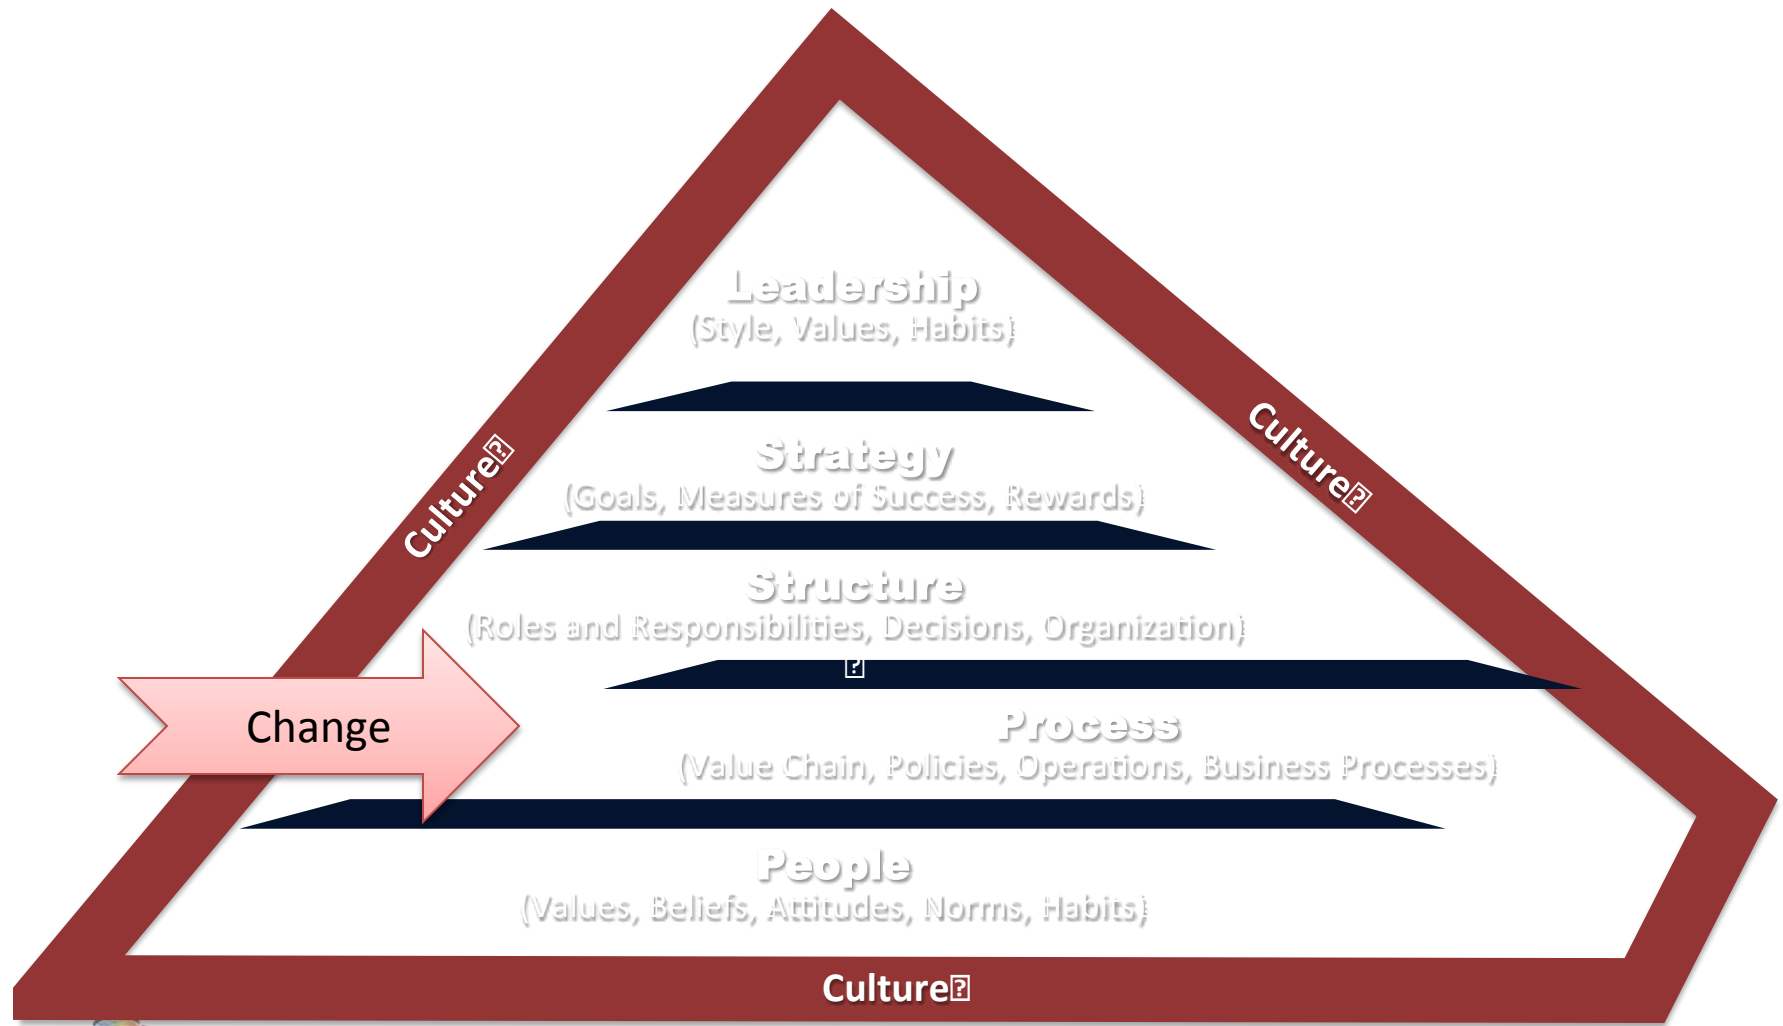 Leadership
(Style, Values, Habits)
Culture
Culture
Strategy
(Goals, Measures of Success, Rewards)
Structure
(Roles and Responsibilities, Decisions, Organization)
Change
Process
(Value Chain, Policies, Operations, Business Processes)
People
(Values, Beliefs, Attitudes, Norms, Habits)
Culture